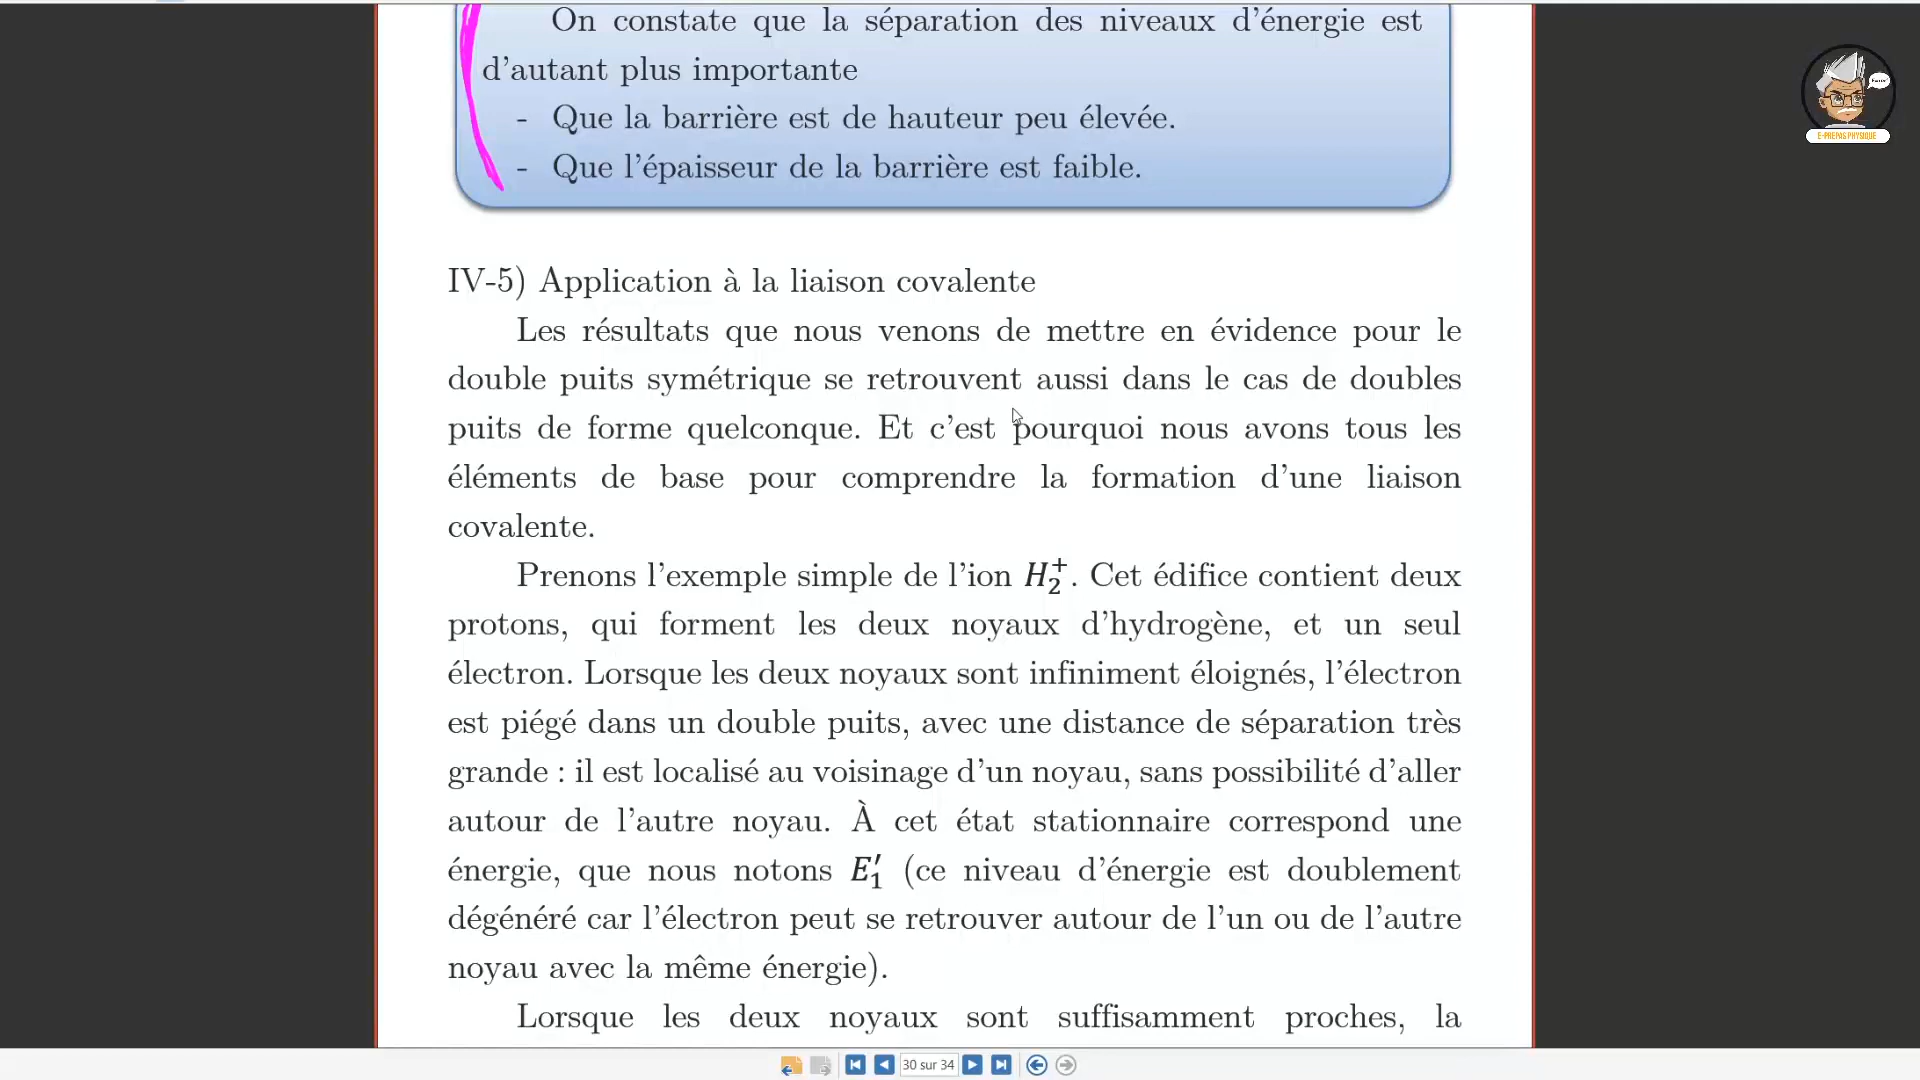 On constate que la séparation des niveaux d’énergie est
d'autant plus importante
- Que la barrière est de hauteur peu élevée.
- Que l’épaisseur de la barrière est faible.
IV-5) Application à la liaison covalente
Les résultats que nous venons de mettre en évidence pour le
double puits symétrique se retrouvent aussi dans le cas de doubles
puits de forme quelconque. Et c’est pourquoi nous avons tous les
éléments de base pour comprendre la formation d’une liaison
covalente.
Prenons l’exemple simple de l’ion H₂⁺. Cet édifice contient deux
protons, qui forment les deux noyaux d’hydrogène, et un seul
électron. Lorsque les deux noyaux sont infiniment éloignés, l’électron
est piégé dans un double puits, avec une distance de séparation très
grande : il est localisé au voisinage d’un noyau, sans possibilité d’aller
autour de l’autre noyau. À cet état stationnaire correspond une
énergie, que nous notons E₁′ (ce niveau d’énergie est doublement
dégénéré car l’électron peut se retrouver autour de l’un ou de l’autre
noyau avec la même énergie).
Lorsque les deux noyaux sont suffisamment proches, la
30 sur 34
E-PREPAS PHYSIQUE